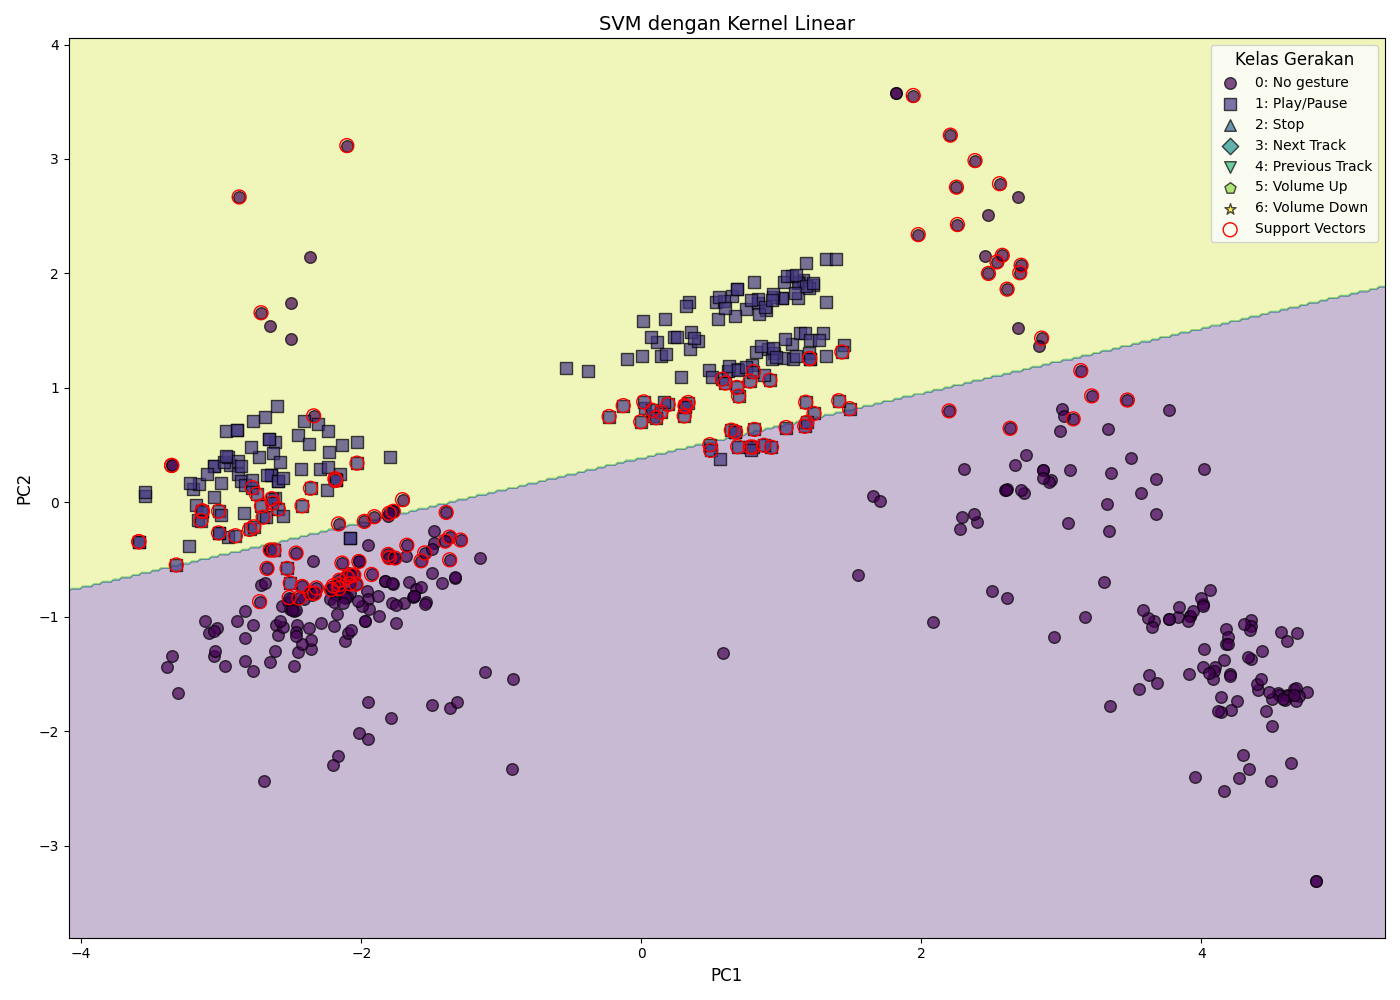 SVM dengan Kernel Linear
Kelas Gerakan
0: No gesture
1: Play/Pause
2: Stop
3: Next Track
4: Previous Track
5: Volume Up
6: Volume Down
Support Vectors
4
3
2
1
0
−1
−2
−3
PC2
−4
−2
0
2
4
PC1